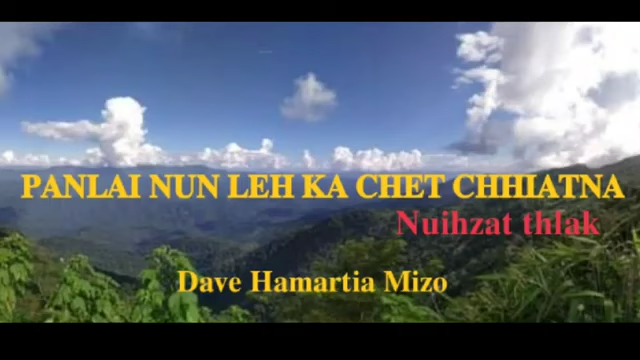 PANLAI NUN LEH KA CHET CHHIATNA
Nuihzat thlak
Dave Hamartia Mizo